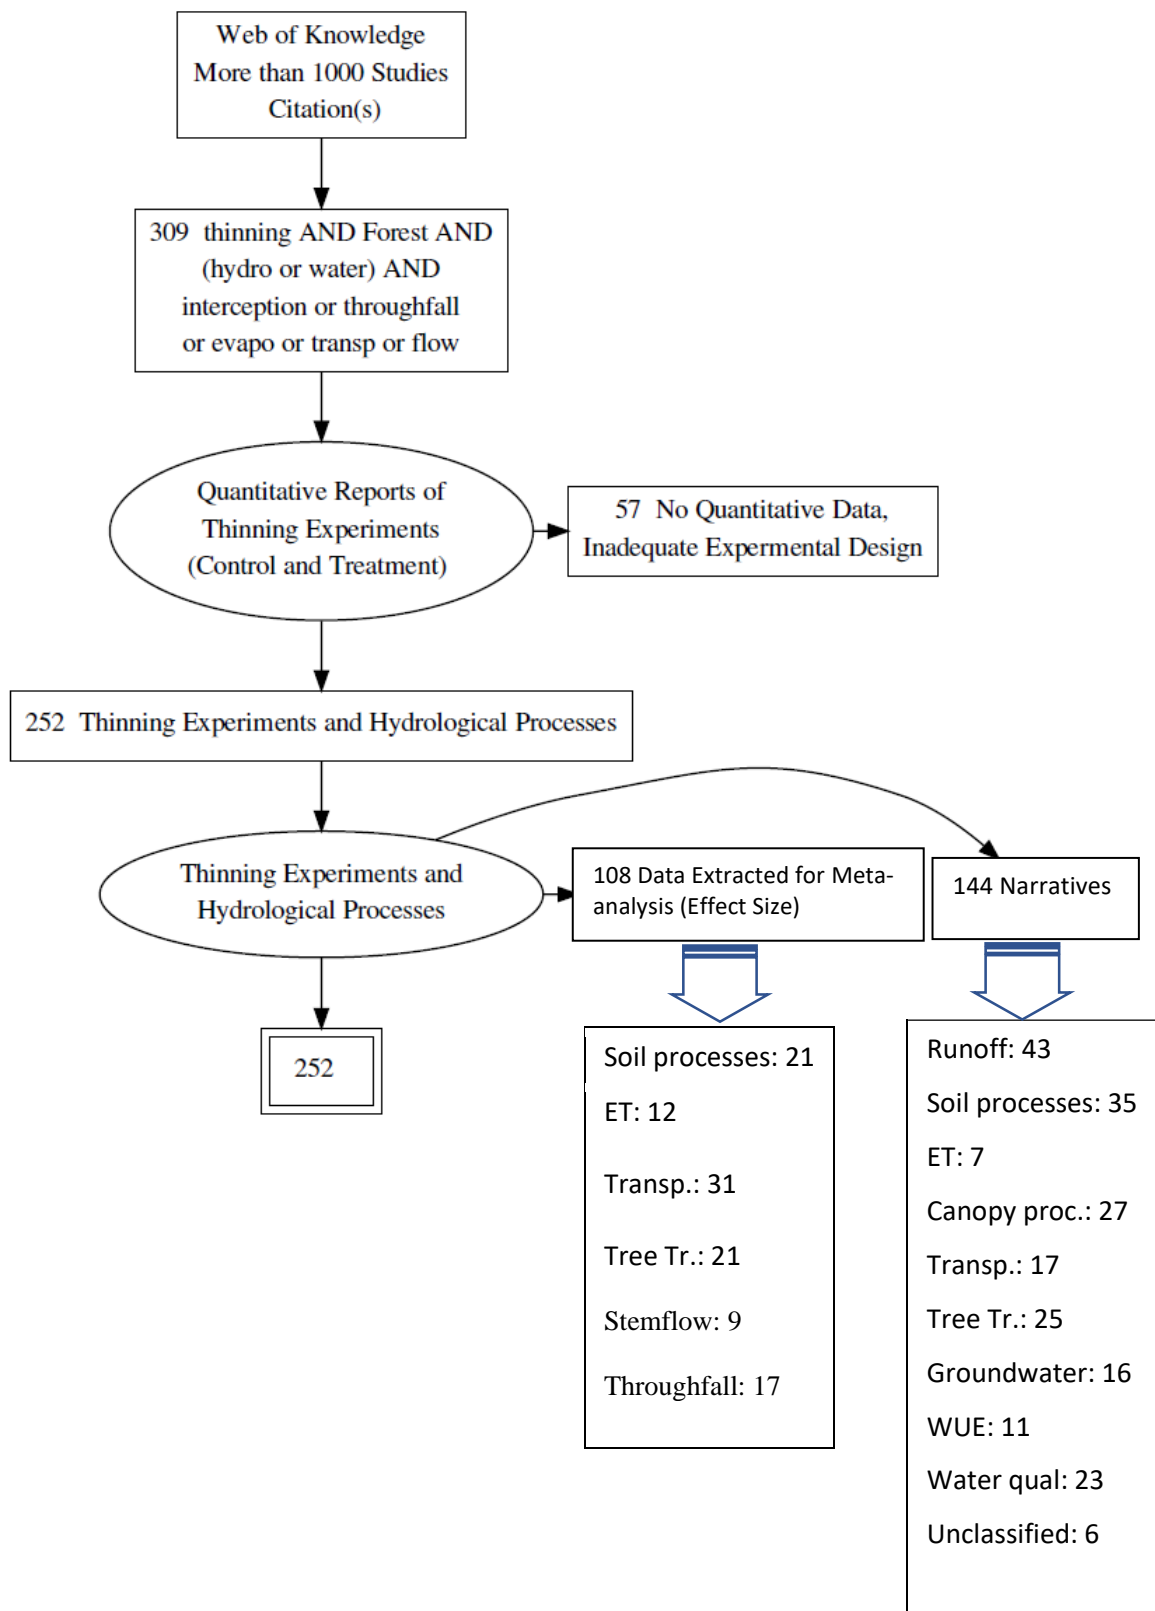 Web of Knowledge
More than 1000 Studies
Citation(s)
309 thinning AND Forest AND
(hydro or water) AND
interception or throughfall
or evapo or transp or flow
Quantitative Reports of
Thinning Experiments
(Control and Treatment)
57 No Quantitative Data,
Inadequate Expermental Design
252 Thinning Experiments and Hydrological Processes
Thinning Experiments and
Hydrological Processes
108 Data Extracted for Meta-
analysis (Effect Size)
144 Narratives
252
Soil processes: 21
ET: 12
Transp.: 31
Tree Tr.: 21
Stemflow: 9
Throughfall: 17
Runoff: 43
Soil processes: 35
ET: 7
Canopy proc.: 27
Transp.: 17
Tree Tr.: 25
Groundwater: 16
WUE: 11
Water qual: 23
Unclassified: 6